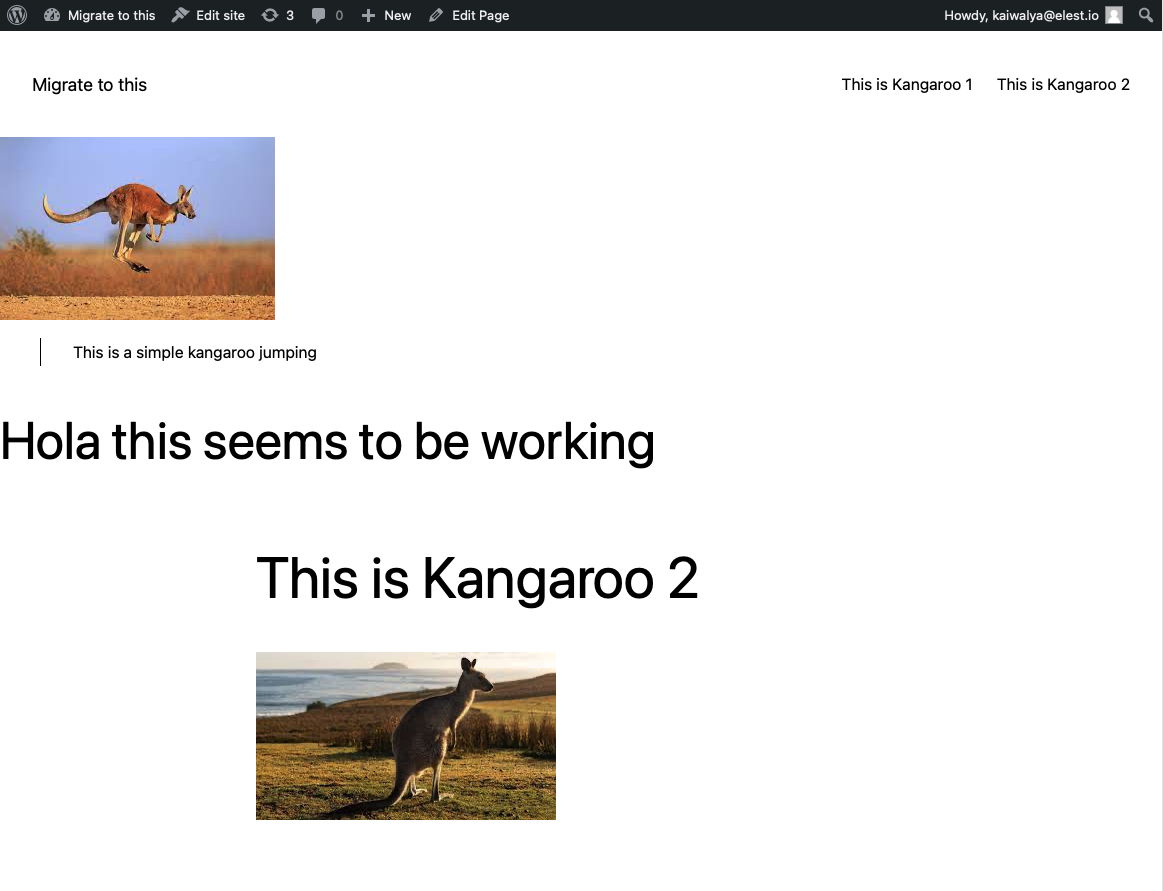 Migrate to this Edit site 3 0 New Edit Page Howdy, kaiwalya@elest.io
Migrate to this This is Kangaroo 1 This is Kangaroo 2
This is a simple kangaroo jumping
Hola this seems to be working
This is Kangaroo 2